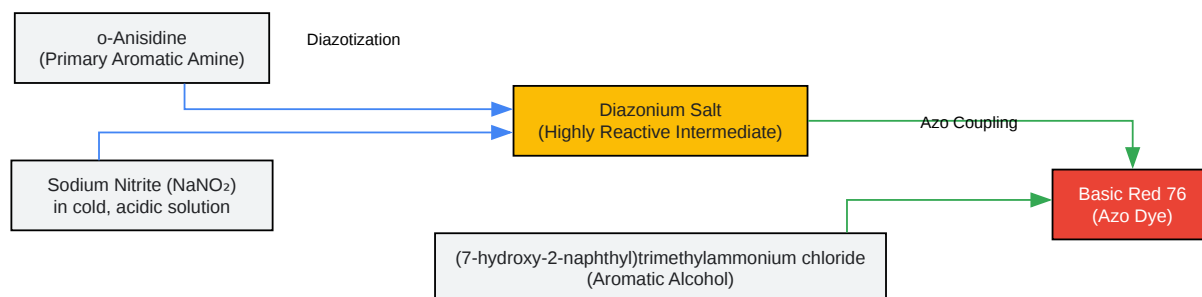 o-Anisidine
(Primary Aromatic Amine)
Diazotization
Diazonium Salt
(Highly Reactive Intermediate)
Azo Coupling
Sodium Nitrite (NaNO₂)
in cold, acidic solution
Basic Red 76
(Azo Dye)
(7-hydroxy-2-naphthyl)trimethylammonium chloride
(Aromatic Alcohol)